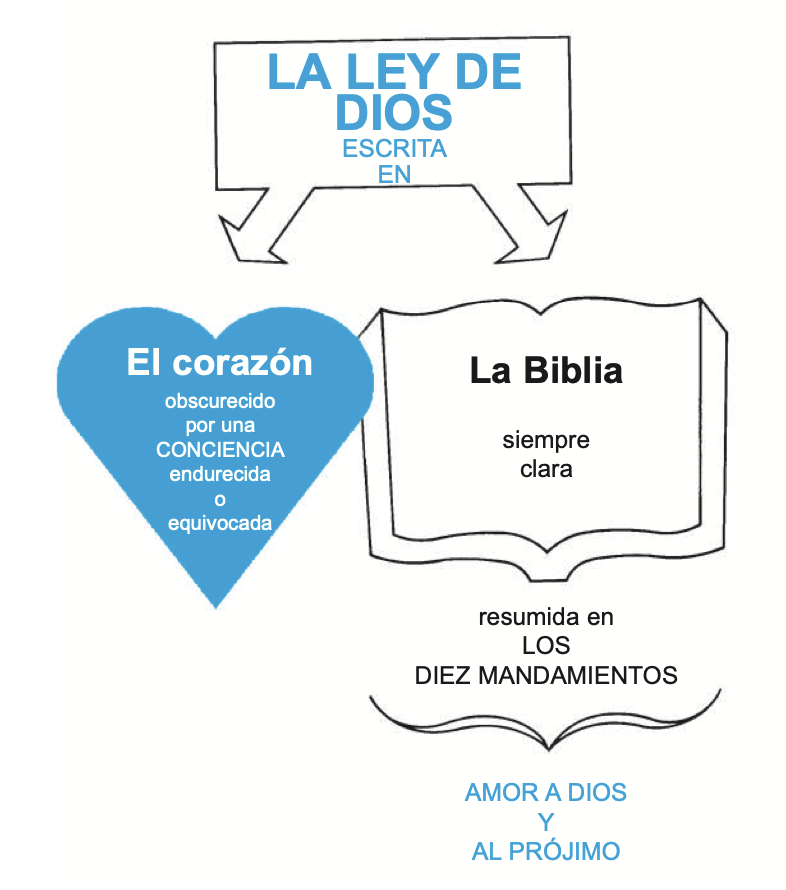 LA LEY DE
DIOS
ESCRITA
EN
El corazón
obscurecido
por una
CONCIENCIA
endurecida
o
equivocada
La Biblia
siempre
clara
resumida en
LOS
DIEZ MANDAMIENTOS
AMOR A DIOS
Y
AL PRÓJIMO